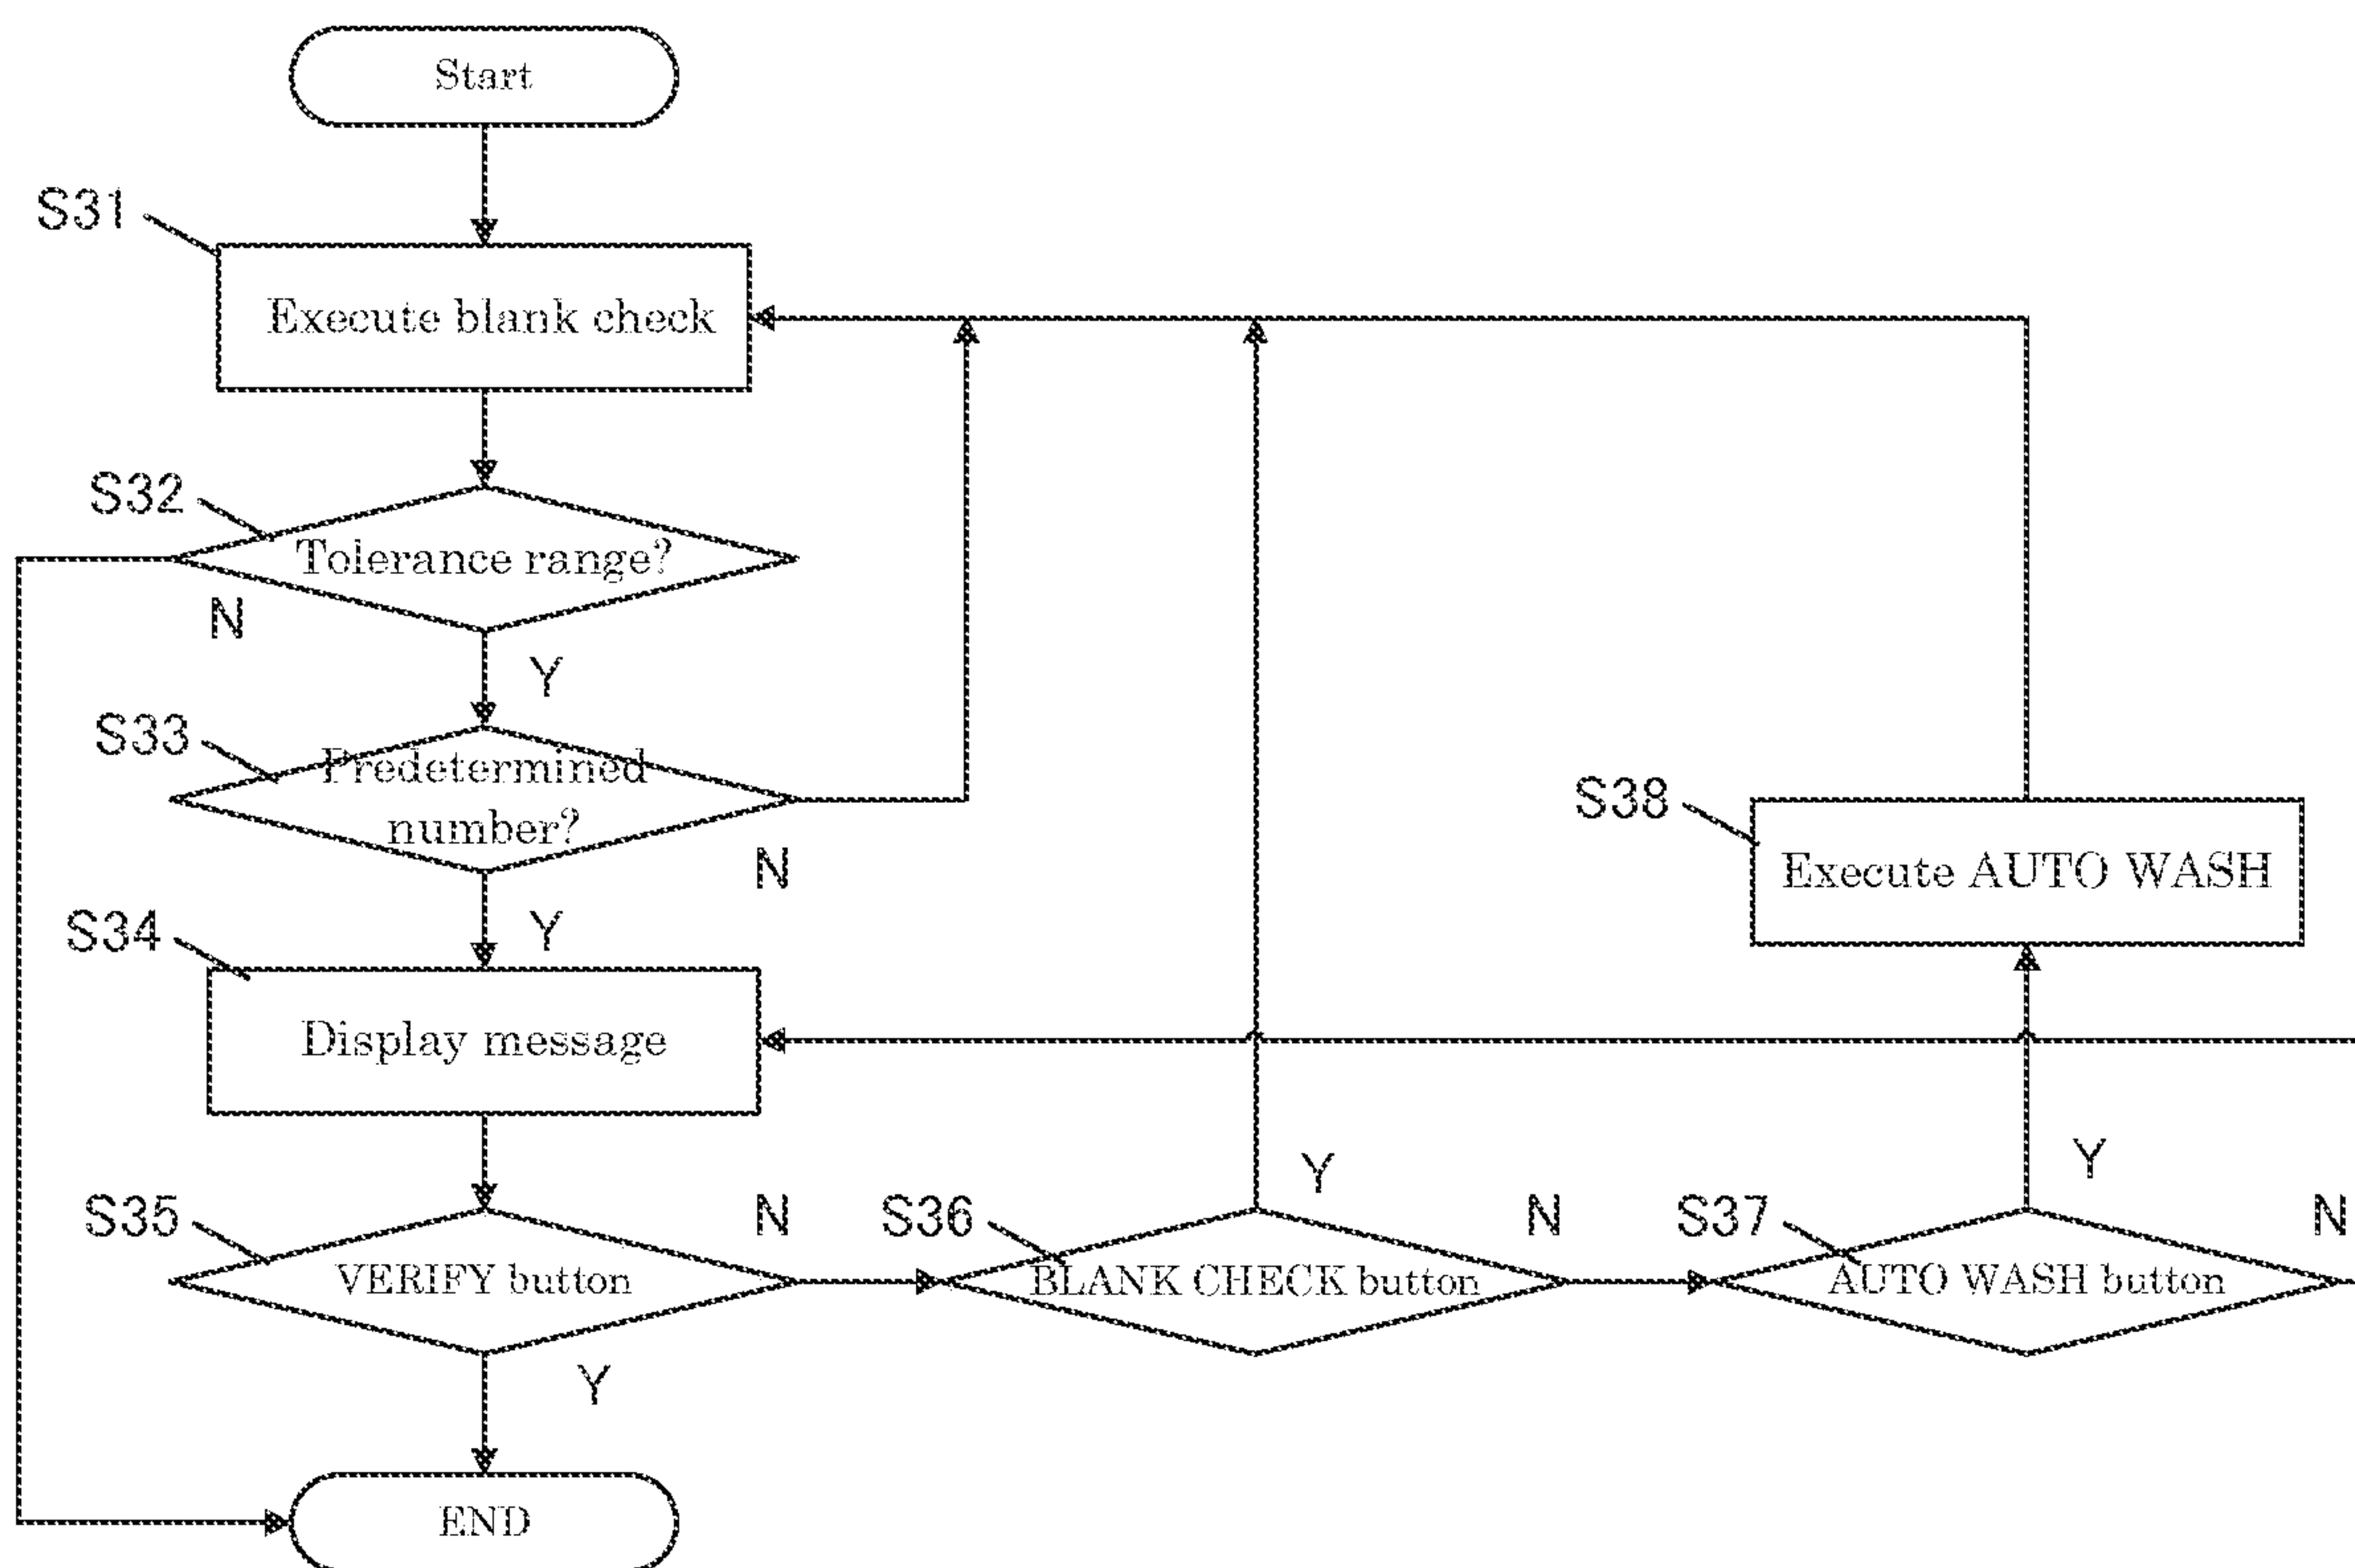 Start
S31
Execute blank check
S32
Tolerance range?
N
Y
S33
Predetermined
number?
N
Y
S38
Execute AUTO WASH
S34
Display message
Y
Y
S35
VERIFY button
N
S36
BLANK CHECK button
N
S37
AUTO WASH button
N
Y
END